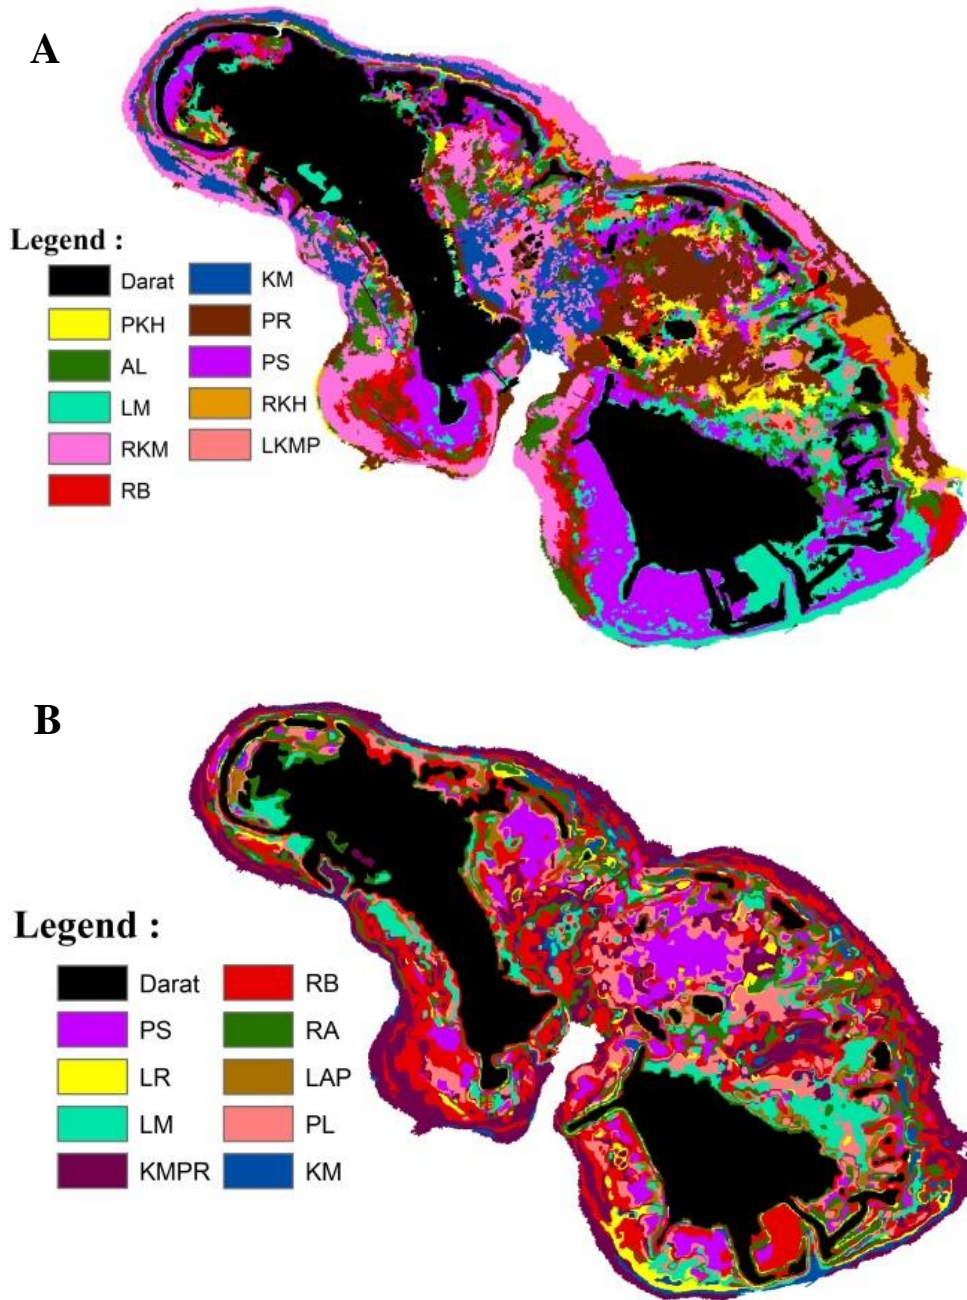 A
Legend :
Darat KM
PKH PR
AL PS
LM RKH
RKM LKMP
RB
B
Legend :
Darat RB
PS RA
LR LAP
LM PL
KMPR KM